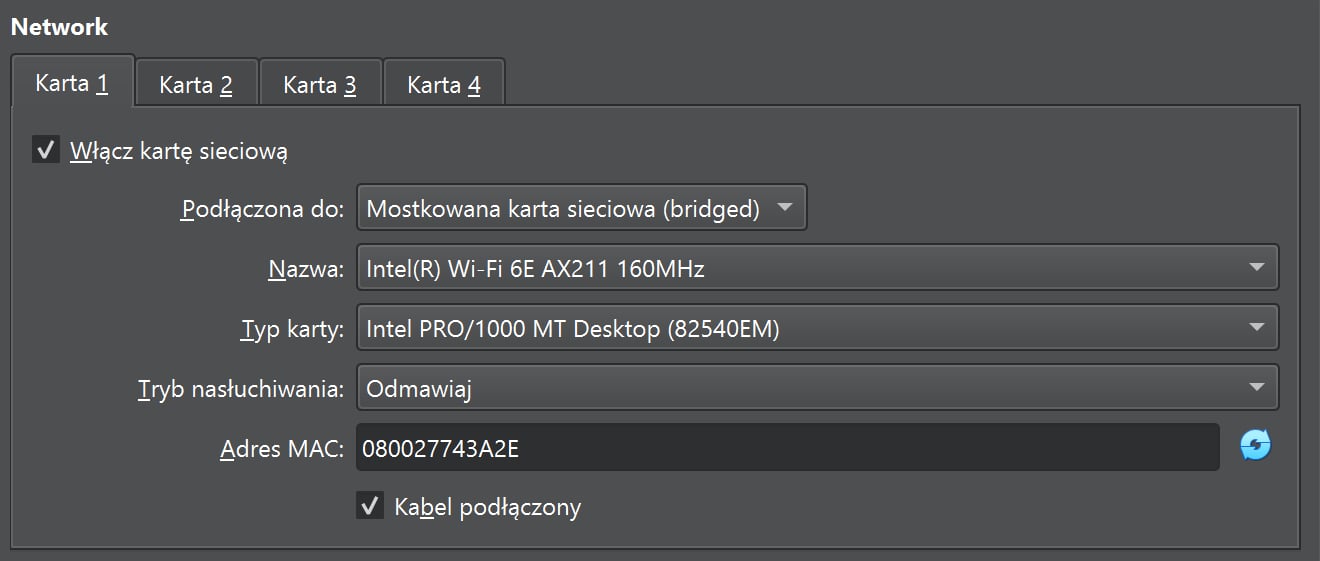 Network
Karta 1 Karta 2 Karta 3 Karta 4
Włącz kartę sieciową
Podłączona do: Mostkowana karta sieciowa (bridged)
Nazwa: Intel(R) Wi-Fi 6E AX211 160MHz
Typ karty: Intel PRO/1000 MT Desktop (82540EM)
Tryb nasłuchiwania: Odmawiaj
Adres MAC: 080027743A2E
Kabel podłączony